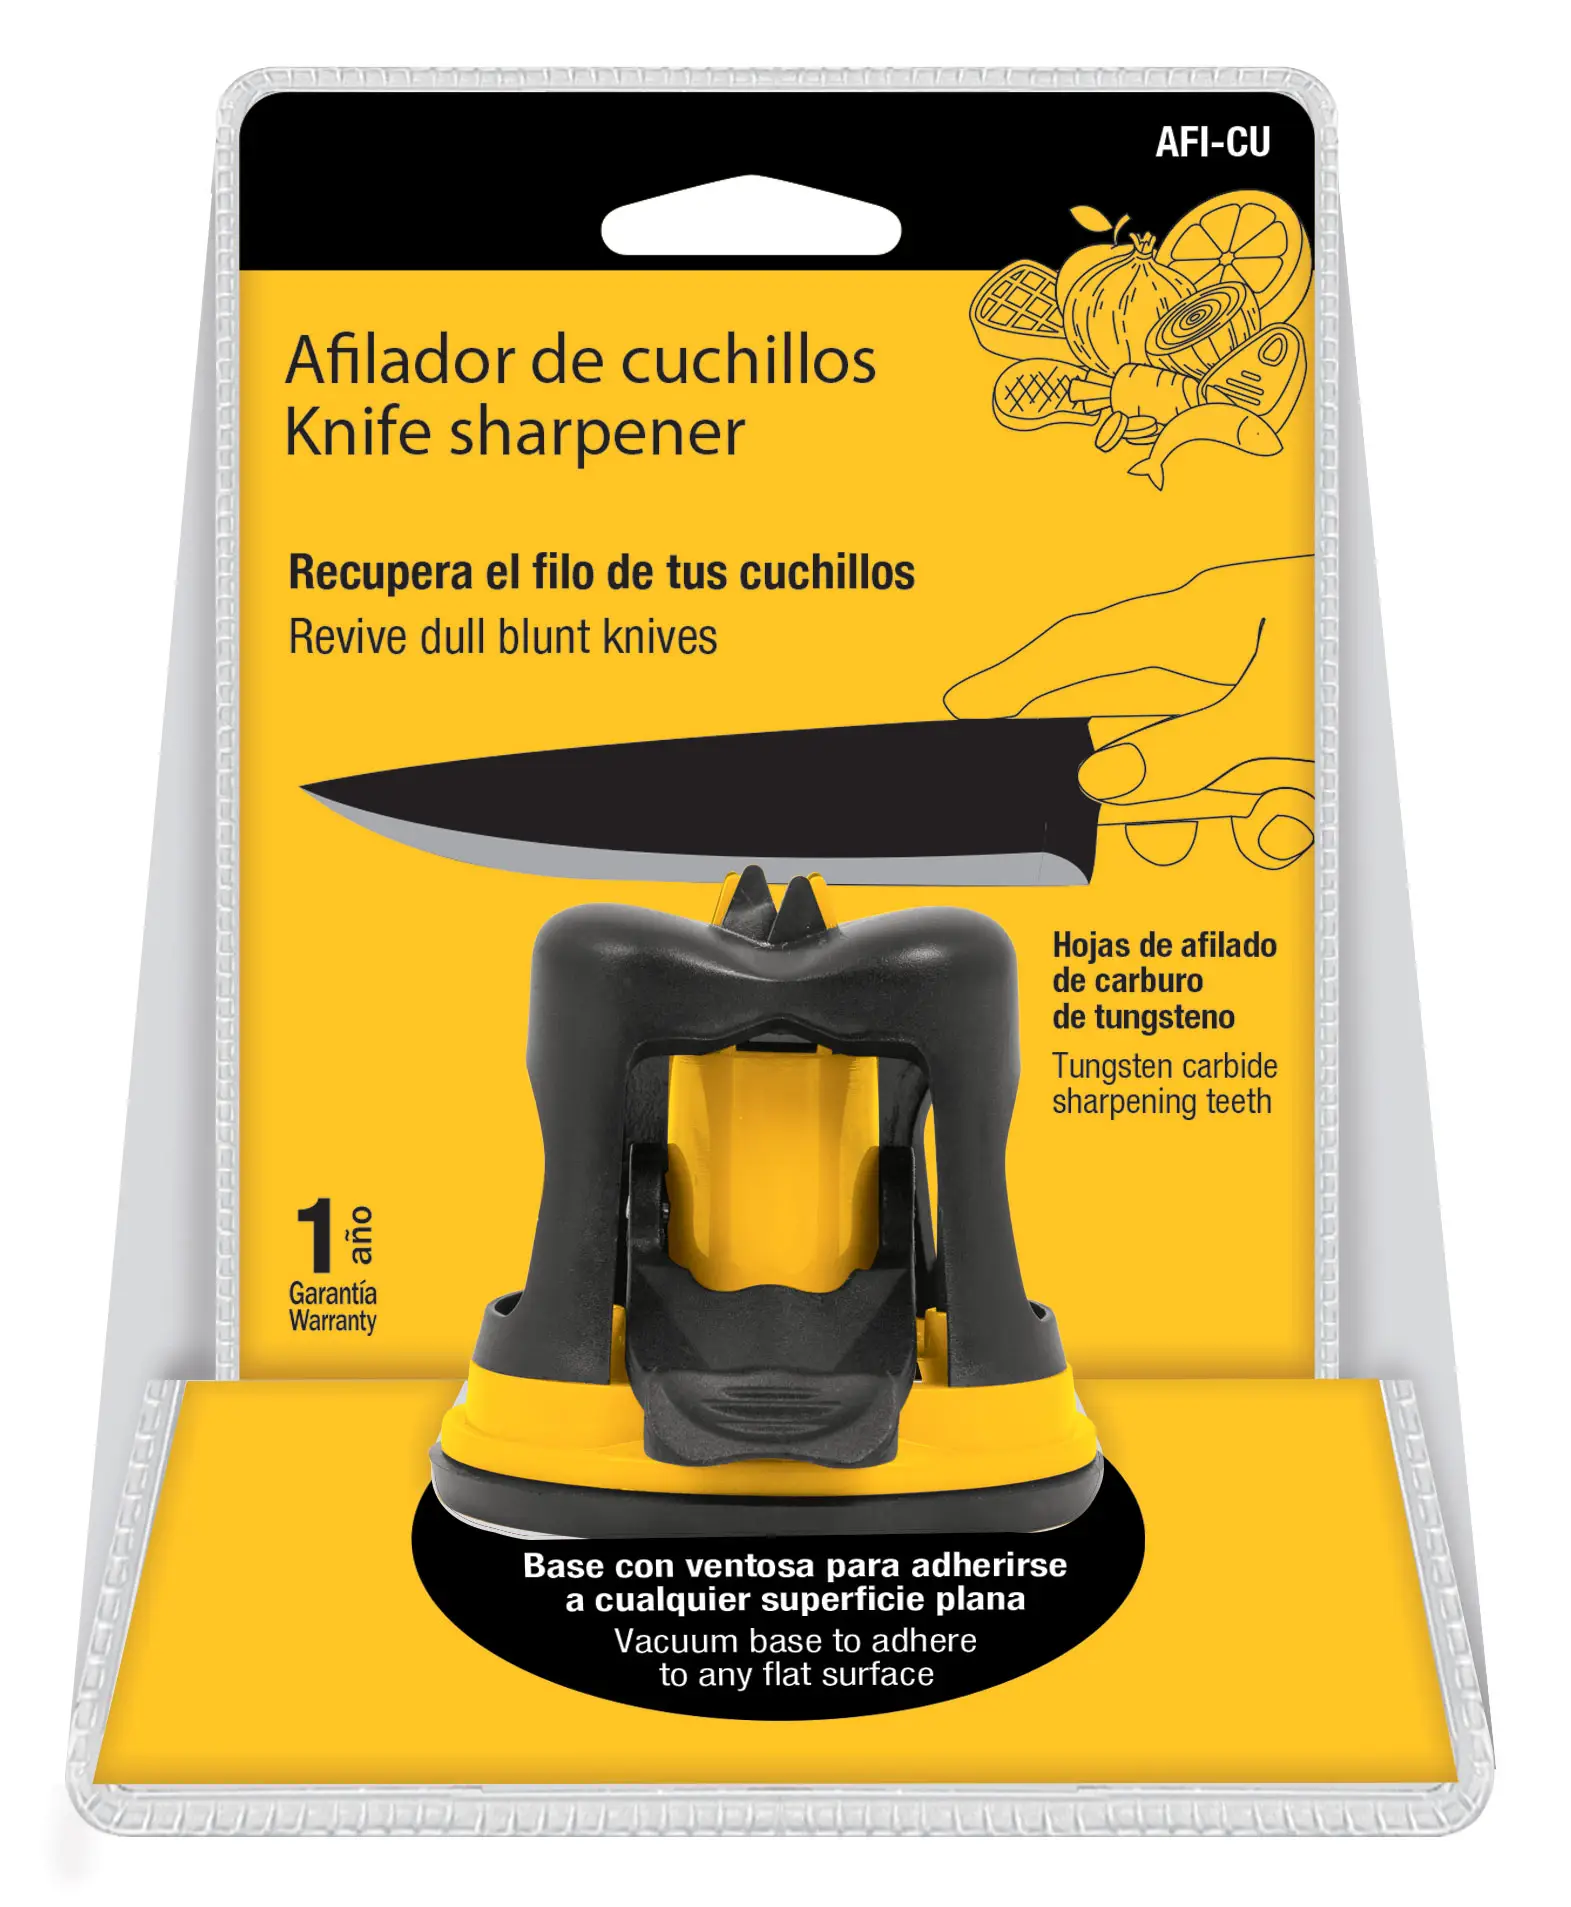 AFI-CU
Afilador de cuchillos
Knife sharpener
Recupera el filo de tus cuchillos
Revive dull blunt knives
Hojas de afilado
de carburo
de tungsteno
Tungsten carbide
sharpening teeth
1 año
Garantía
Warranty
Base con ventosa para adherirse
a cualquier superficie plana
Vacuum base to adhere
to any flat surface